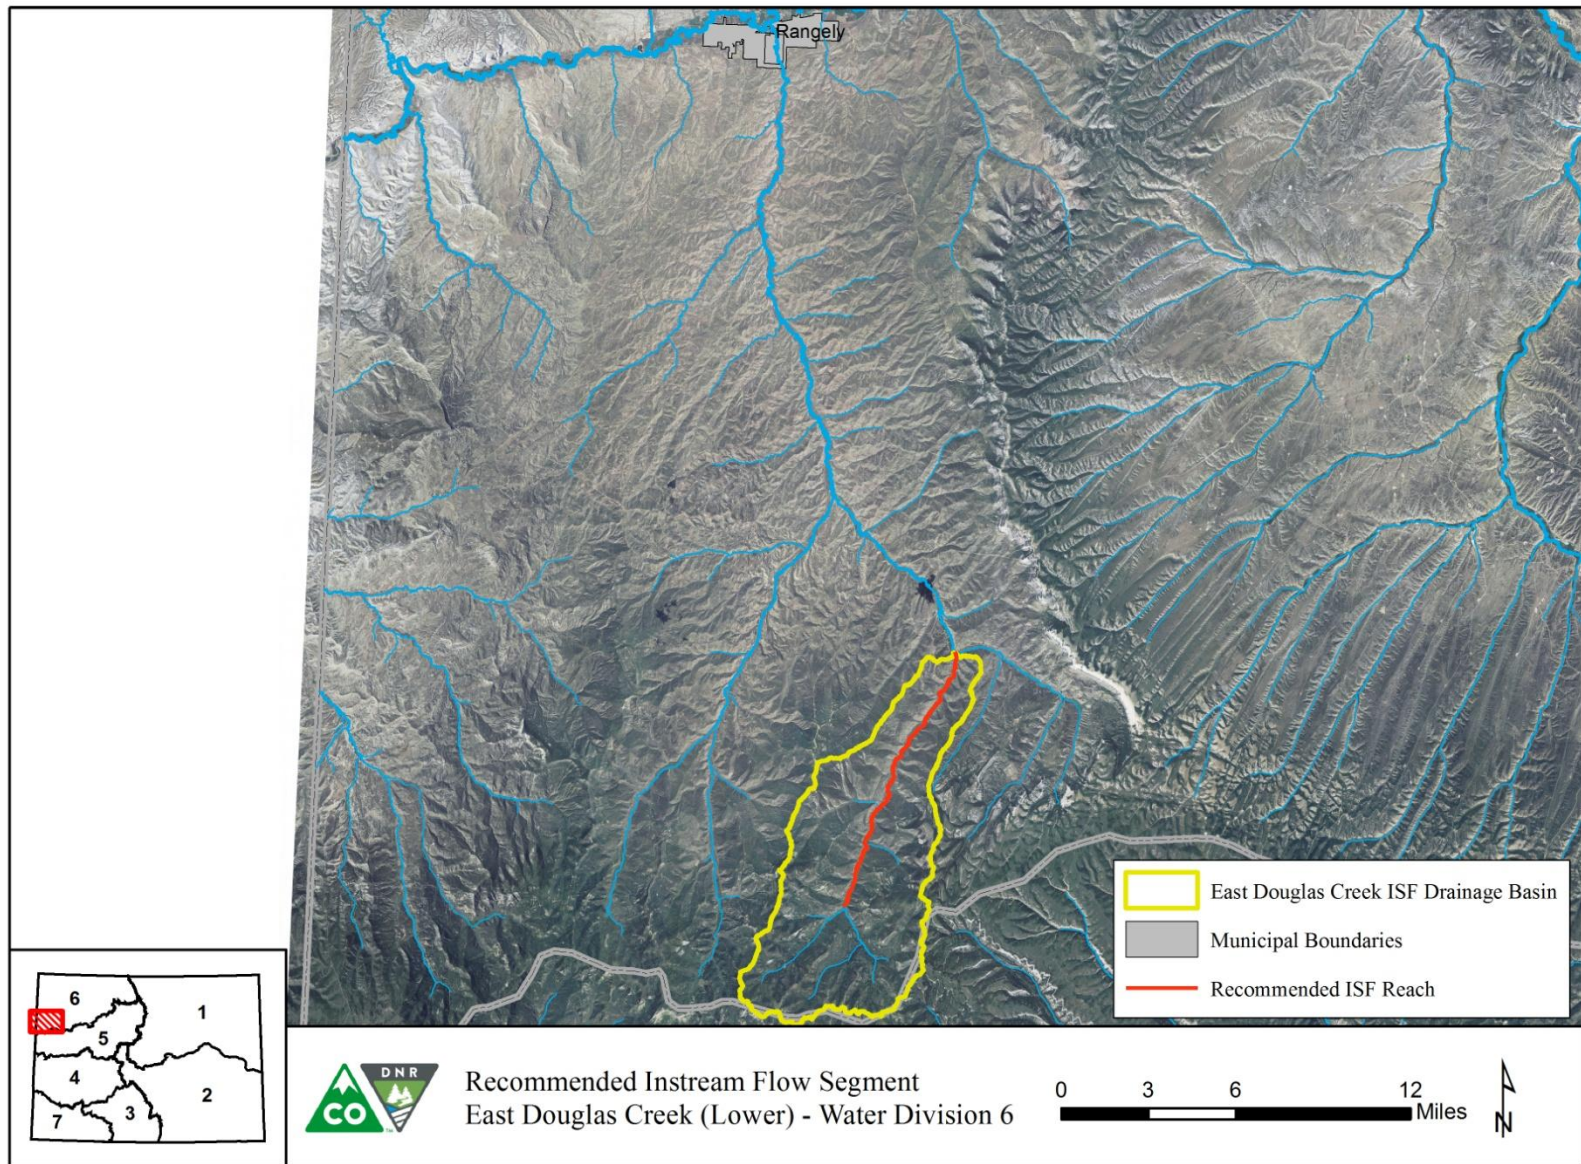 Rangely
East Douglas Creek ISF Drainage Basin
Municipal Boundaries
Recommended ISF Reach
6
1
5
4
2
3
7
CO
DNR
Recommended Instream Flow Segment
East Douglas Creek (Lower) - Water Division 6
0 3 6 12
Miles
N